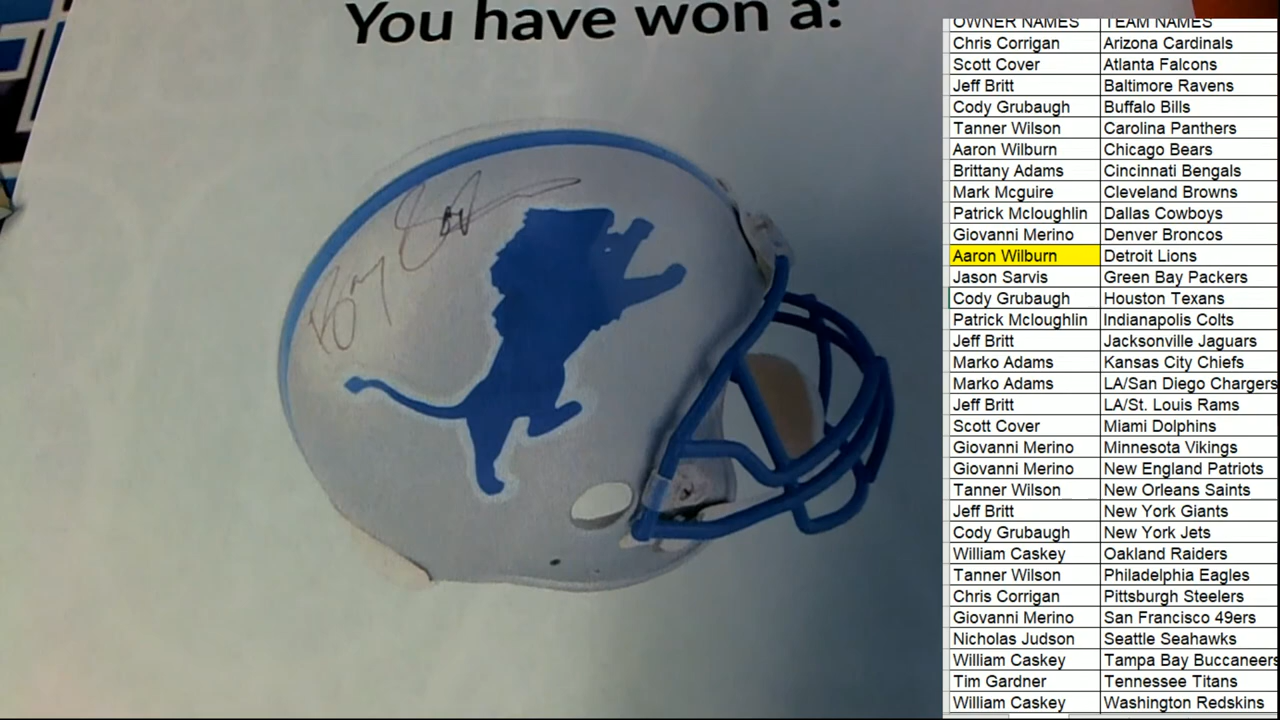 You have won a:
Barry Sanders
OWNER NAMES TEAM NAMES
Chris Corrigan Arizona Cardinals
Scott Cover Atlanta Falcons
Jeff Britt Baltimore Ravens
Cody Grubaugh Buffalo Bills
Tanner Wilson Carolina Panthers
Aaron Wilburn Chicago Bears
Brittany Adams Cincinnati Bengals
Mark Mcguire Cleveland Browns
Patrick Mcloughlin Dallas Cowboys
Giovanni Merino Denver Broncos
Aaron Wilburn Detroit Lions
Jason Sarvis Green Bay Packers
Cody Grubaugh Houston Texans
Patrick Mcloughlin Indianapolis Colts
Jeff Britt Jacksonville Jaguars
Marko Adams Kansas City Chiefs
Marko Adams LA/San Diego Chargers
Jeff Britt LA/St. Louis Rams
Scott Cover Miami Dolphins
Giovanni Merino Minnesota Vikings
Giovanni Merino New England Patriots
Tanner Wilson New Orleans Saints
Jeff Britt New York Giants
Cody Grubaugh New York Jets
William Caskey Oakland Raiders
Tanner Wilson Philadelphia Eagles
Chris Corrigan Pittsburgh Steelers
Giovanni Merino San Francisco 49ers
Nicholas Judson Seattle Seahawks
William Caskey Tampa Bay Buccaneers
Tim Gardner Tennessee Titans
William Caskey Washington Redskins